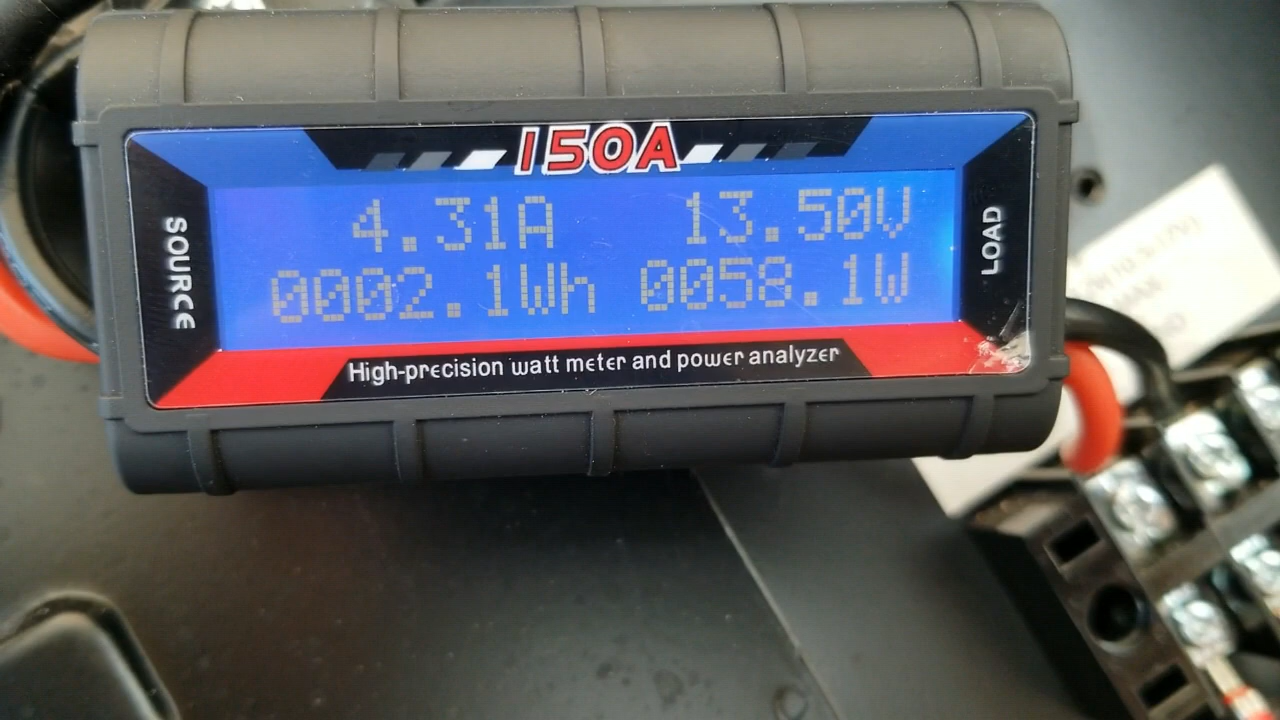 150A
SOURCE
4.31A 13.50V
0002.1Wh 0058.1W
LOAD
High-precision watt meter and power analyzer